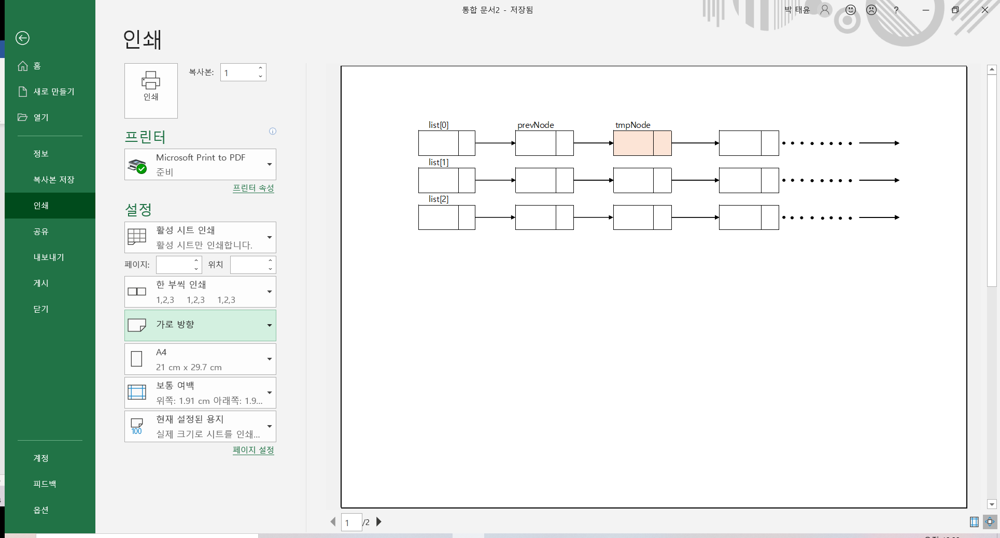 통합 문서2 - 저장됨
박 태윤
?
홈
새로 만들기
열기
정보
복사본 저장
인쇄
공유
내보내기
게시
닫기
계정
피드백
옵션
인쇄
인쇄
복사본: 1
프린터
Microsoft Print to PDF
준비
프린터 속성
설정
활성 시트 인쇄
활성 시트만 인쇄합니다.
페이지: 위치
한 부씩 인쇄
1,2,3 1,2,3 1,2,3
가로 방향
A4
21 cm x 29.7 cm
보통 여백
위쪽: 1.91 cm 아래쪽: 1.9...
100
현재 설정된 용지
실제 크기로 시트를 인쇄...
페이지 설정
list[0] prevNode tmpNode
list[1]
list[2]
1 /2